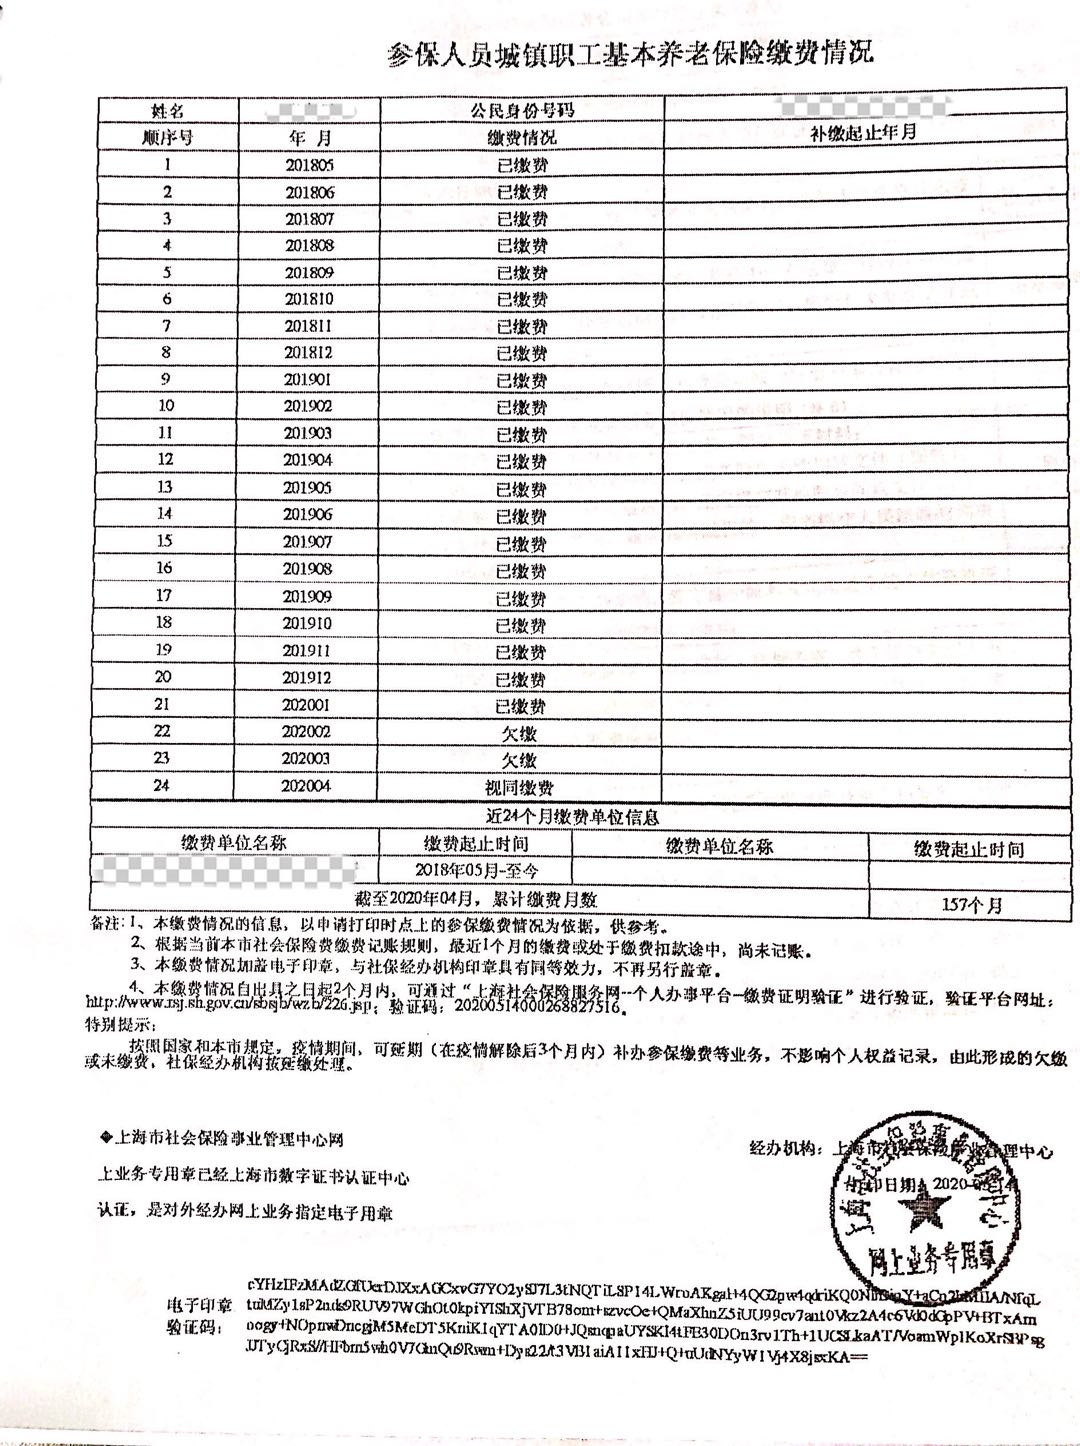 参保人员城镇职工基本养老保险缴费情况
姓名 公民身份号码
顺序号 年 月 缴费情况 补缴起止年月
1 201805 已缴费
2 201806 已缴费
3 201807 已缴费
4 201808 已缴费
5 201809 已缴费
6 201810 已缴费
7 201811 已缴费
8 201812 已缴费
9 201901 已缴费
10 201902 已缴费
11 201903 已缴费
12 201904 已缴费
13 201905 已缴费
14 201906 已缴费
15 201907 已缴费
16 201908 已缴费
17 201909 已缴费
18 201910 已缴费
19 201911 已缴费
20 201912 已缴费
21 202001 已缴费
22 202002 欠缴
23 202003 欠缴
24 202004 视同缴费
近24个月缴费单位信息
缴费单位名称 缴费起止时间 缴费单位名称 缴费起止时间
2018年05月-至今
截至2020年04月，累计缴费月数 157个月
备注：1、本缴费情况的信息，以申请打印时点上的参保缴费情况为依据，供参考。
2、根据当前本市社会保险费缴费记账规则，最近1个月的缴费或处于缴费扣款途中，尚未记账。
3、本缴费情况加盖电子印章，与社保经办机构印章具有同等效力，不再另行盖章。
4、本缴费情况自出具之日起2个月内，可通过“上海社会保险服务网--个人办事平台--缴费证明验证”进行验证，验证平台网址：
http://www.rsj.sh.gov.cn/sbsjb/wzb/226.jsp；验证码：20200514000268827516。
特别提示：
按照国家和本市规定，疫情期间，可延期（在疫情解除后3个月内）补办参保缴费等业务，不影响个人权益记录，由此形成的欠缴
或未缴费，社保经办机构按延缴处理。
◆上海市社会保险事业管理中心网
上业务专用章已经上海市数字证书认证中心
认证，是对外经办网上业务指定电子用章
经办机构：上海市社会保险事业管理中心
打印日期：2020-05-14
网上业务专用章
电子印章
验证码：